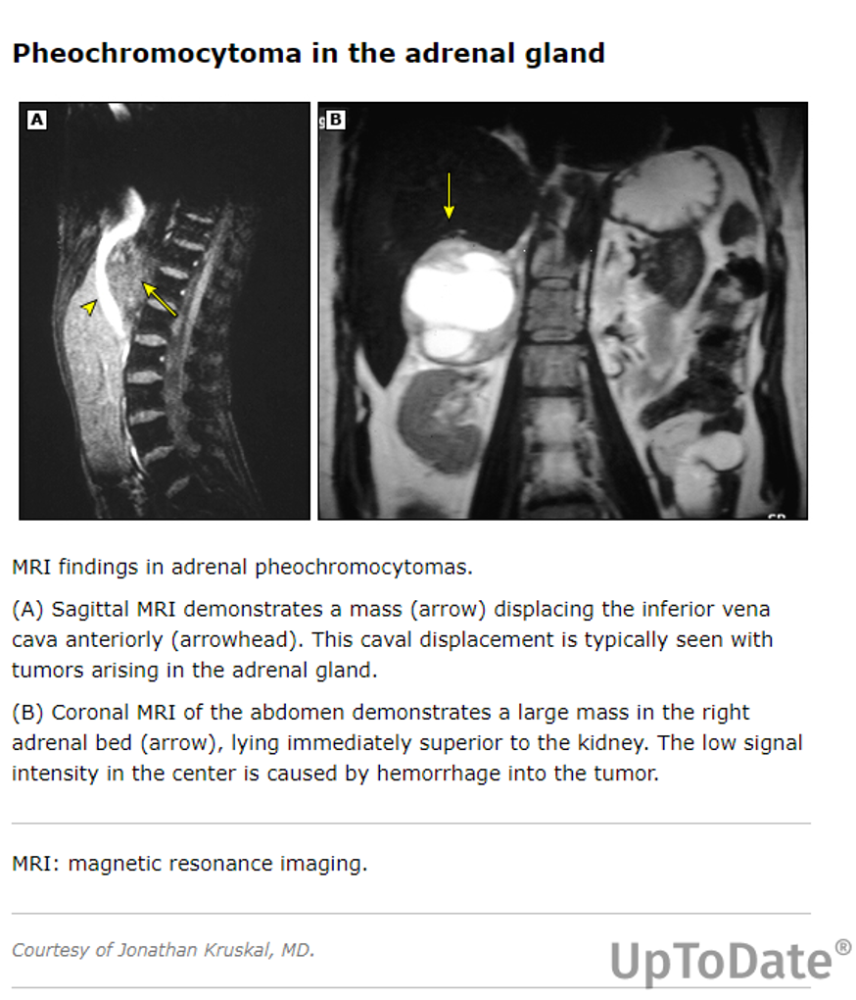 Pheochromocytoma in the adrenal gland
A
B
MRI findings in adrenal pheochromocytomas.
(A) Sagittal MRI demonstrates a mass (arrow) displacing the inferior vena
cava anteriorly (arrowhead). This caval displacement is typically seen with
tumors arising in the adrenal gland.
(B) Coronal MRI of the abdomen demonstrates a large mass in the right
adrenal bed (arrow), lying immediately superior to the kidney. The low signal
intensity in the center is caused by hemorrhage into the tumor.
MRI: magnetic resonance imaging.
Courtesy of Jonathan Kruskal, MD.
UpToDate®